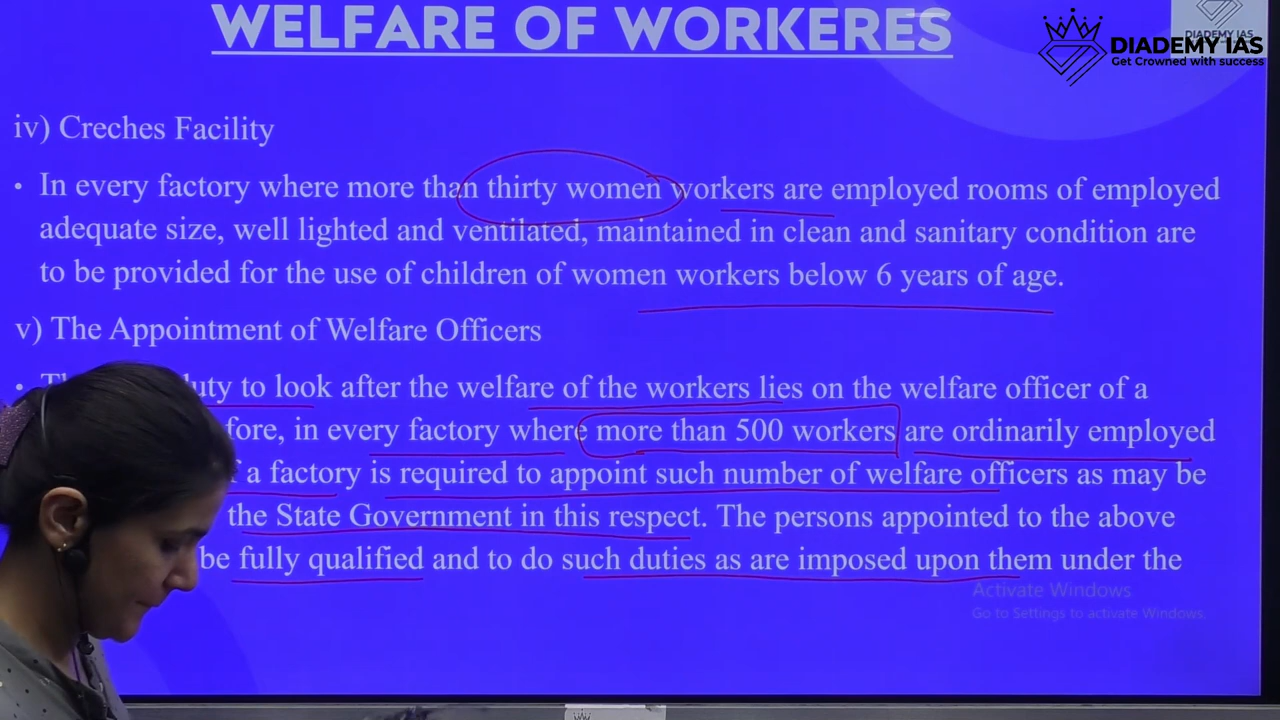 WELFARE OF WORKERES
DIADEMY IAS
DIADEMY IAS
Get Crowned with success
iv) Creches Facility
• In every factory where more than thirty women workers are employed rooms of employed
adequate size, well lighted and ventilated, maintained in clean and sanitary condition are
to be provided for the use of children of women workers below 6 years of age.
v) The Appointment of Welfare Officers
• duty to look after the welfare of the workers lies on the welfare officer of a
in every factory where more than 500 workers are ordinarily employed
a factory is required to appoint such number of welfare officers as may be
the State Government in this respect. The persons appointed to the above
be fully qualified and to do such duties as are imposed upon them under the
Activate Windows
Go to Settings to activate Windows.